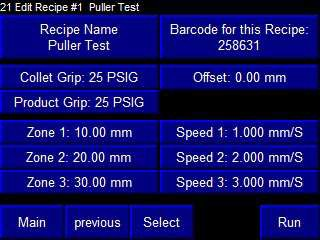 21 Edit Recipe #1 Puller Test
Recipe Name
Puller Test
Barcode for this Recipe:
258631
Collet Grip: 25 PSIG
Offset: 0.00 mm
Product Grip: 25 PSIG
Zone 1: 10.00 mm
Speed 1: 1.000 mm/S
Zone 2: 20.00 mm
Speed 2: 2.000 mm/S
Zone 3: 30.00 mm
Speed 3: 3.000 mm/S
Main
previous
Select
Run